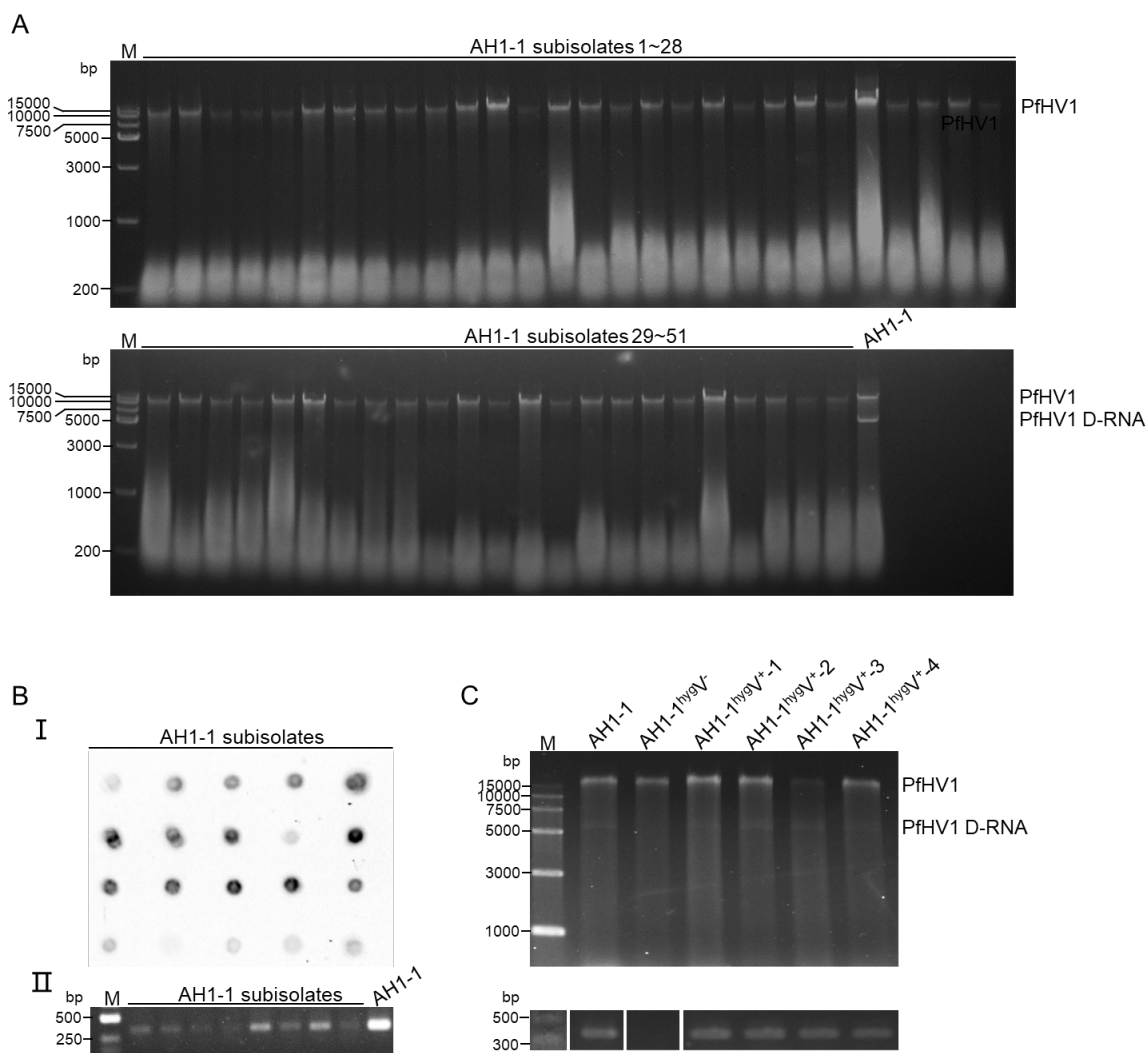 A
AH1-1 subisolates 1~28
M
bp
15000
10000
7500
5000
3000
1000
200
PfHV1
PfHV1
AH1-1 subisolates 29~51
AH1-1
M
bp
15000
10000
7500
5000
3000
1000
200
PfHV1
PfHV1 D-RNA
B
I
AH1-1 subisolates
II
bp
M
AH1-1 subisolates
AH1-1
500
250
C
M
AH1-1
AH1-1hygV-
AH1-1hygV+-1
AH1-1hygV+-2
AH1-1hygV+-3
AH1-1hygV+-4
bp
15000
10000
7500
5000
3000
1000
PfHV1
PfHV1 D-RNA
bp
500
300